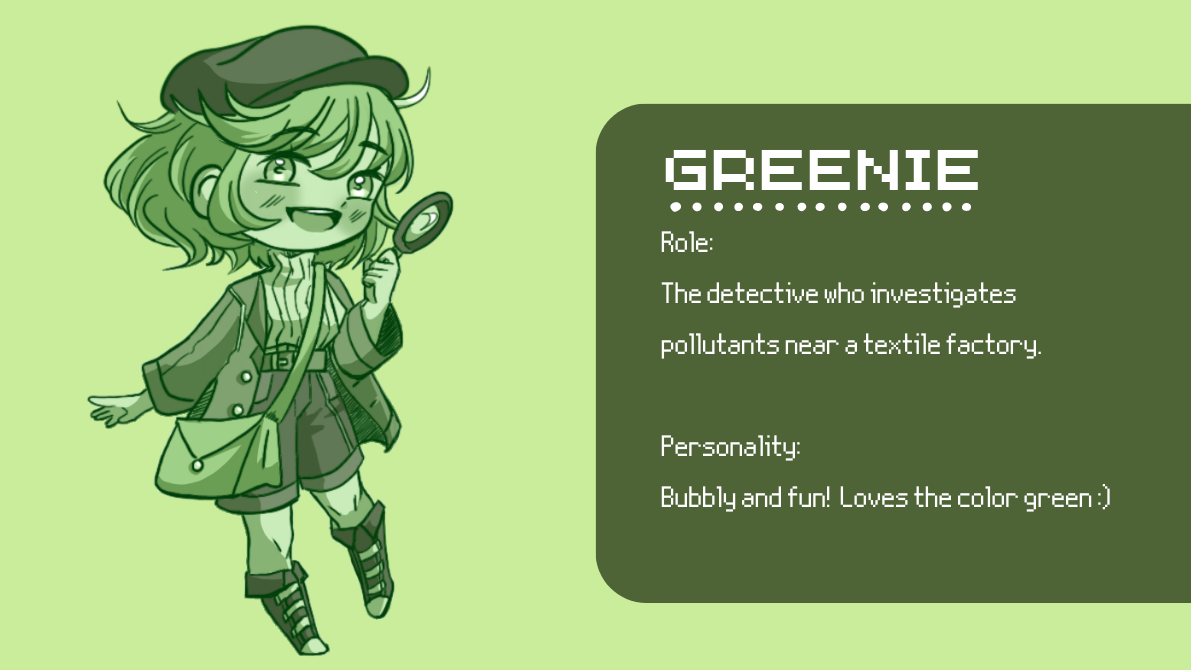 GREENIE
Role:
The detective who investigates
pollutants near a textile factory.
Personality:
Bubbly and fun! Loves the color green :)